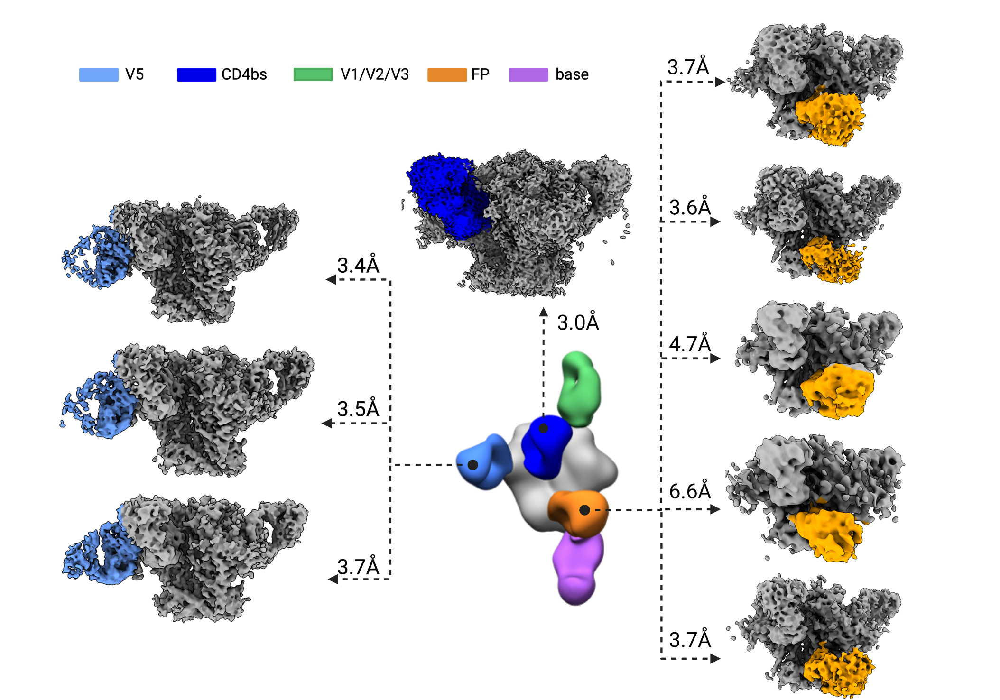 V5 CD4bs V1/V2/V3 FP base
3.7Å
3.6Å
3.4Å
3.0Å
4.7Å
3.5Å
6.6Å
3.7Å
3.7Å